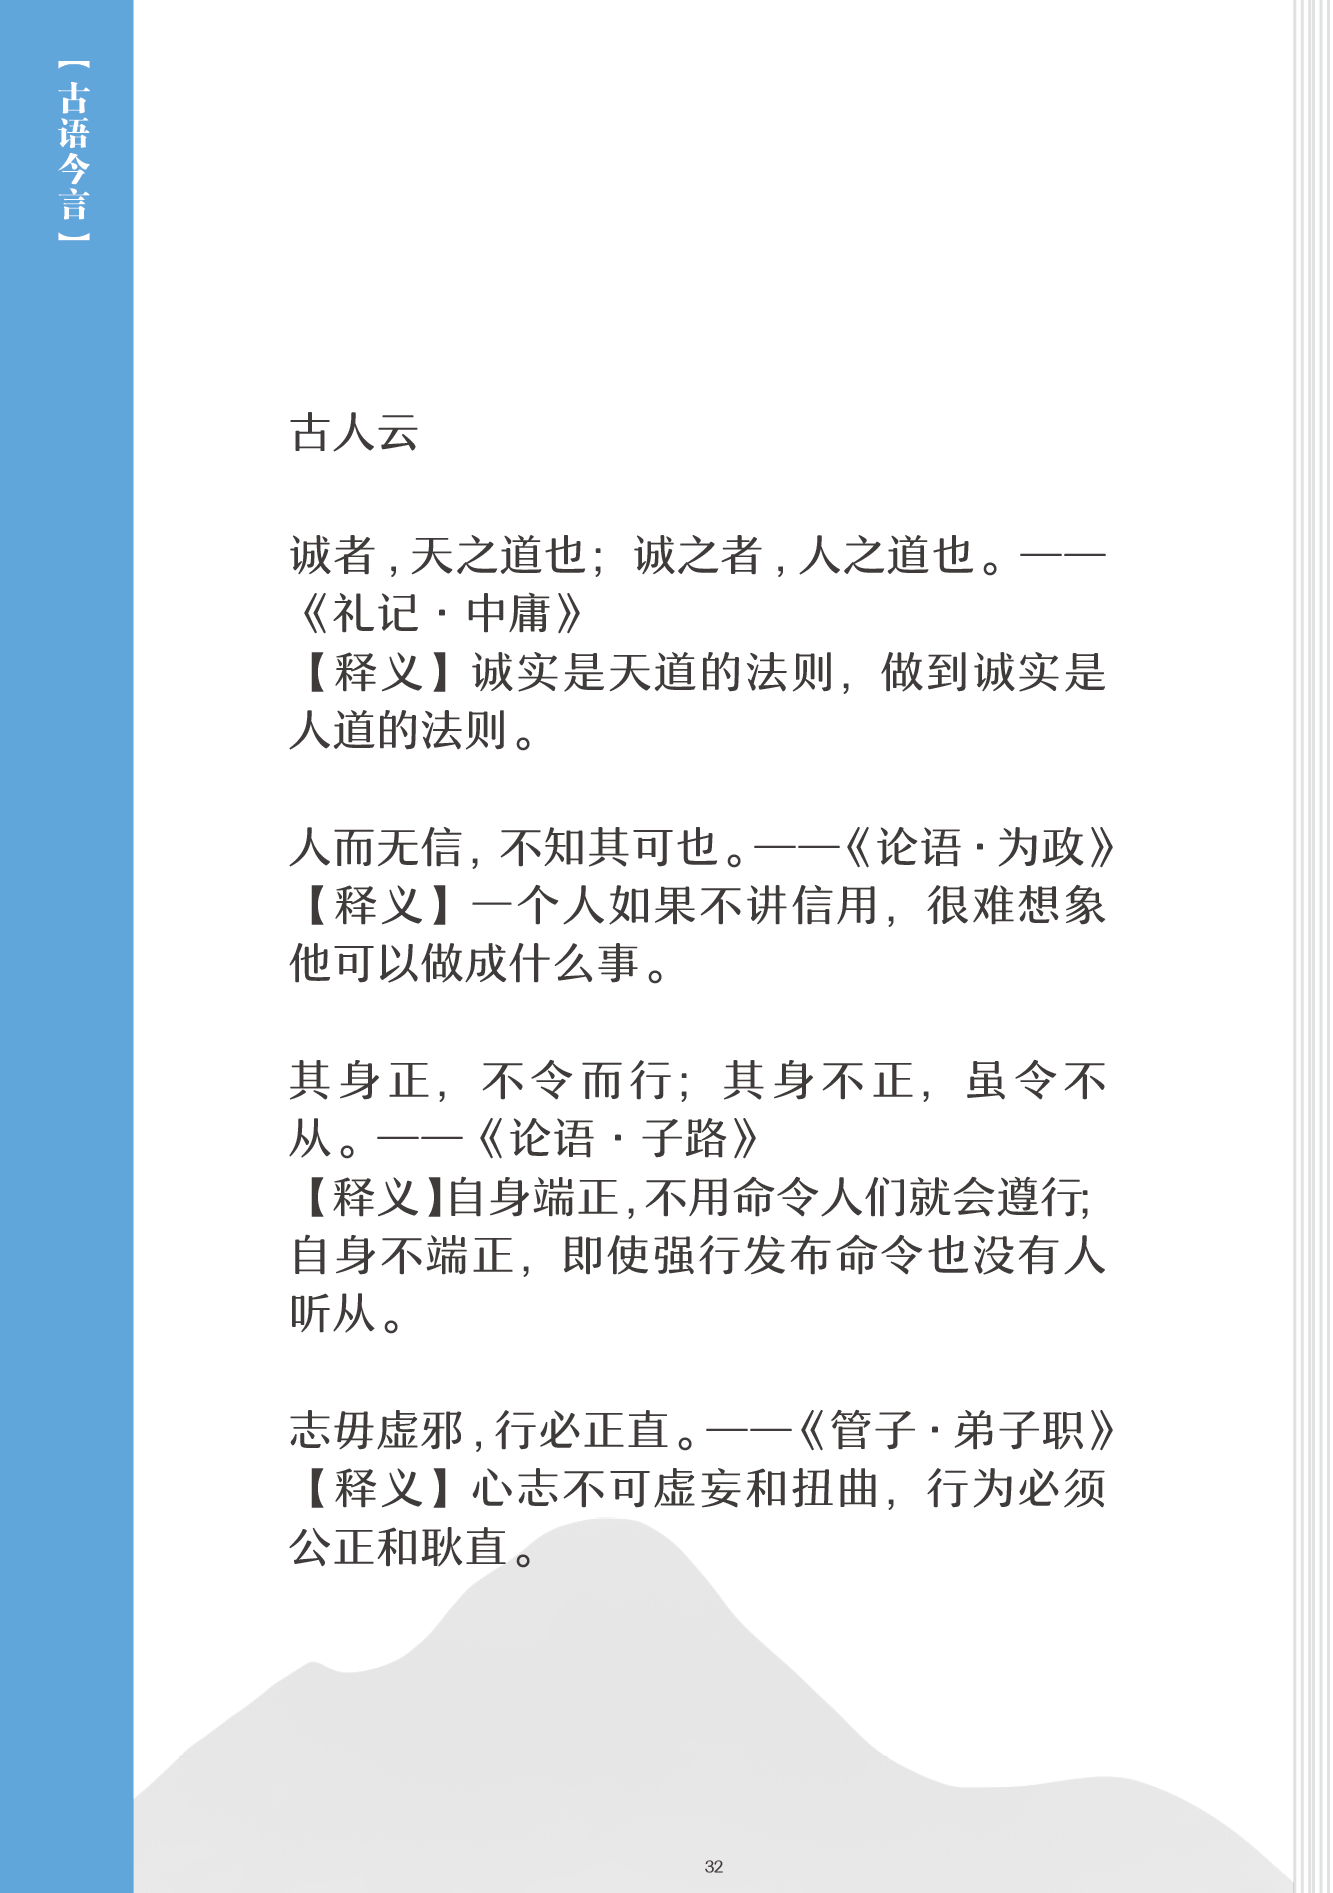 【古语今言】
古人云
诚者，天之道也；诚之者，人之道也。——
《礼记·中庸》
【释义】诚实是天道的法则，做到诚实是
人道的法则。
人而无信，不知其可也。——《论语·为政》
【释义】一个人如果不讲信用，很难想象
他可以做成什么事。
其身正，不令而行；其身不正，虽令不
从。——《论语·子路》
【释义】自身端正，不用命令人们就会遵行；
自身不端正，即使强行发布命令也没有人
听从。
志毋虚邪，行必正直。——《管子·弟子职》
【释义】心志不可虚妄和扭曲，行为必须
公正和耿直。
32